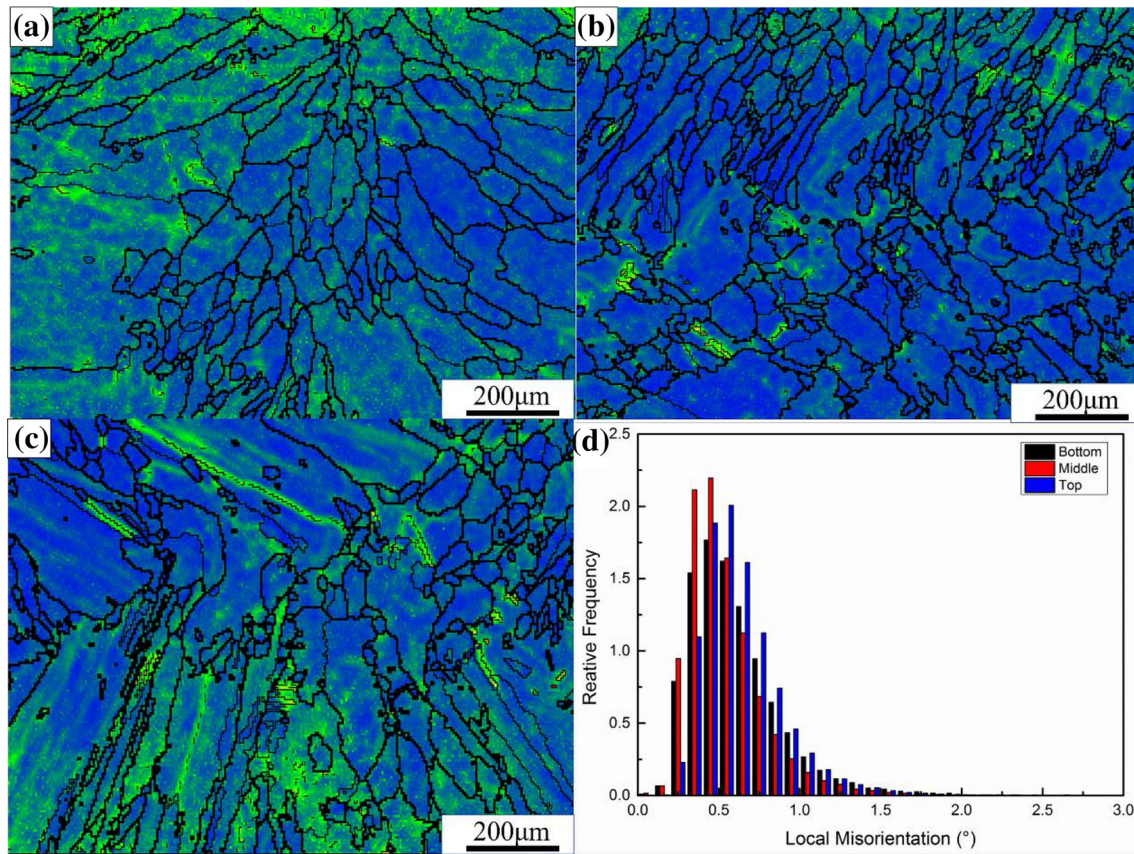 (a)
(b)
200μm
200μm
(c)
(d)
200μm
2.5
2.0
1.5
1.0
0.5
0.0
Reative Frequency
Bottom
Middle
Top
0.0 0.5 1.0 1.5 2.0 2.5 3.0
Local Misorientation (°)